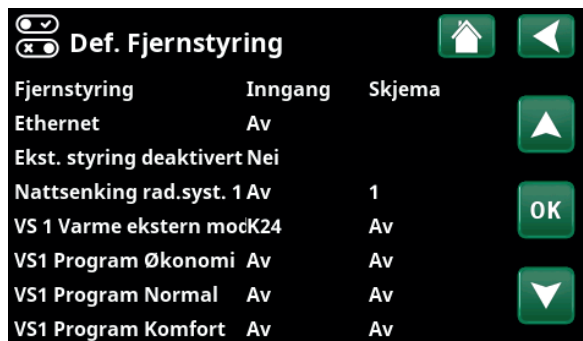 Def. Fjernstyring
Fjernstyring Inngang Skjema
Ethernet Av
Ekst. styring deaktivert Nei
Nattsenking rad.syst. 1 Av 1
VS 1 Varme ekstern mod K24 Av
VS1 Program Økonomi Av Av
VS1 Program Normal Av Av
VS1 Program Komfort Av Av
OK